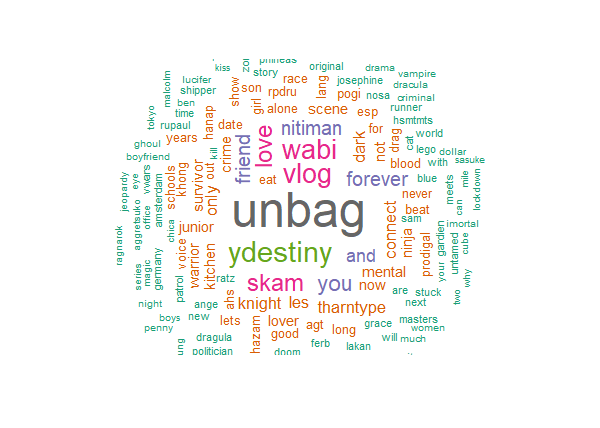 phineas
kiss
zoi
original
drama
lucifer
story
vampire
shipper
show
son
race
lang
josephine
dracula
malcolm
ben
rpdru
pogi
nosa
criminal
time
girl
alone
scene
esp
runner
tokyo
rupaul
hanap
date
nitiman
for
drag
hsmtmts
years
love
dark
not
cat
world
ghoul
kill
crime
friend
wabi
lego
dollar
boyfriend
out
vlog
blood
with
sasuke
jeopardy
eye
vwars
schools
khong
survivor
only
eat
forever
blue
meets
mile
lockdown
aggretsuko
office
amsterdam
never
can
unbag
connect
beat
sam
imortal
chica
junior
ninja
your
garden
ragnarok
series
magic
germany
voice
warrior
kitchen
ydestiny
and
prodigal
untamed
cube
why
patrol
ratz
skam
you
mental
now
are
stuck
two
night
ange
ahs
knight
les
tharntype
next
boys
new
lets
lover
agt
long
grace
masters
penny
hazam
good
women
dragula
ferb
will
much
ung
politician
doom
lakan